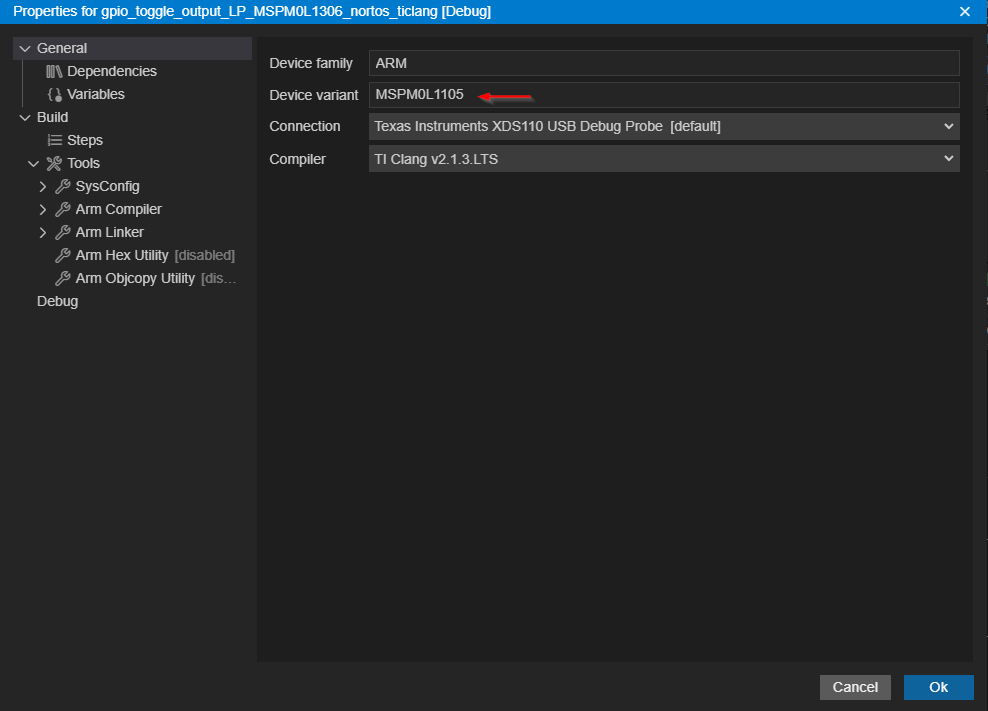 Properties for gpio_toggle_output_LP_MSPM0L1306_nortos_ticlang [Debug]
General
Dependencies
Variables
Build
Steps
Tools
SysConfig
Arm Compiler
Arm Linker
Arm Hex Utility [disabled]
Arm Objcopy Utility [dis...
Debug
Device family ARM
Device variant MSPM0L1105
Connection Texas Instruments XDS110 USB Debug Probe [default]
Compiler TI Clang v2.1.3.LTS
Cancel Ok